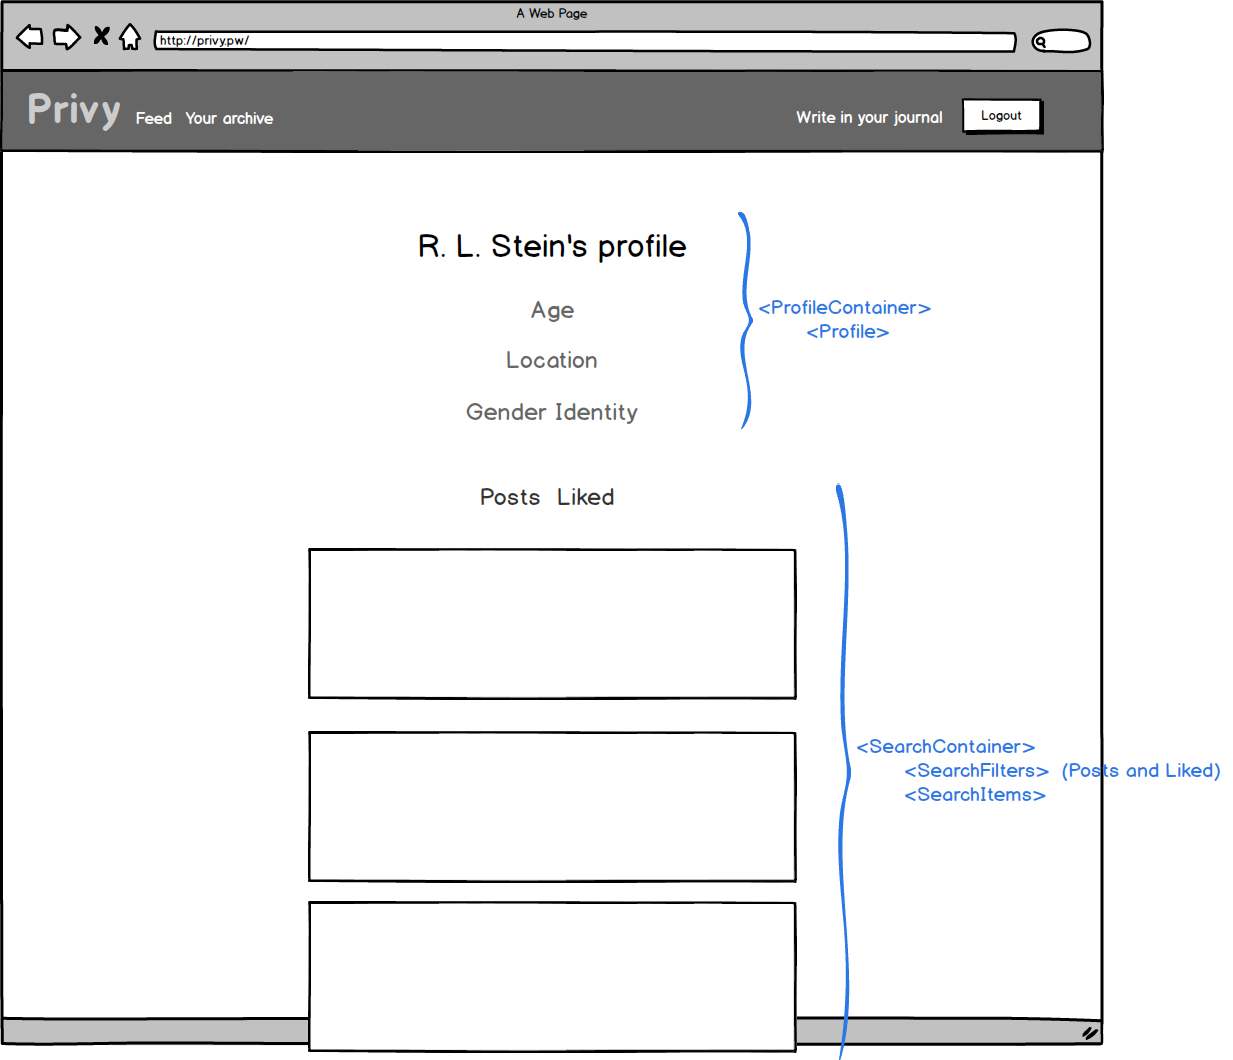 A Web Page
http://privy.pw/
Privy Feed Your archive Write in your journal Logout
R. L. Stein's profile
Age
Location
Gender Identity
<ProfileContainer>
<Profile>
Posts Liked
<SearchContainer>
<SearchFilters> (Posts and Liked)
<SearchItems>